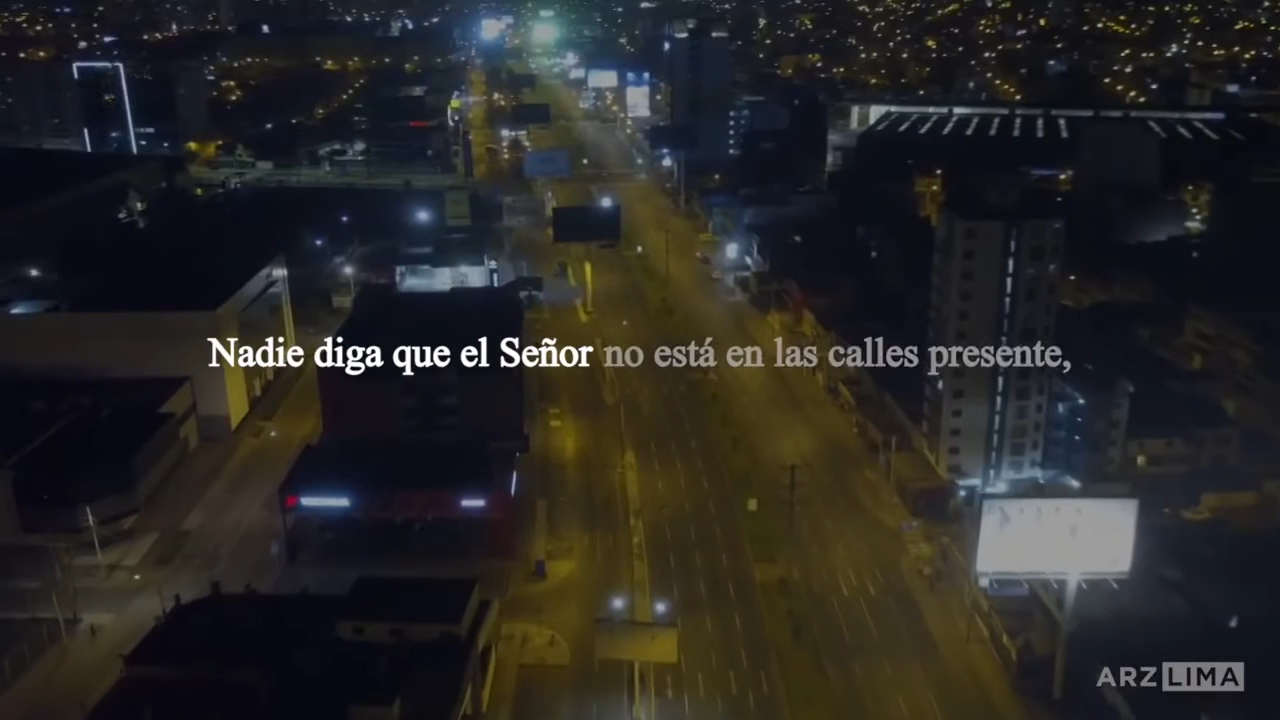 Nadie diga que el Señor no está en las calles presente,
ARZ LIMA